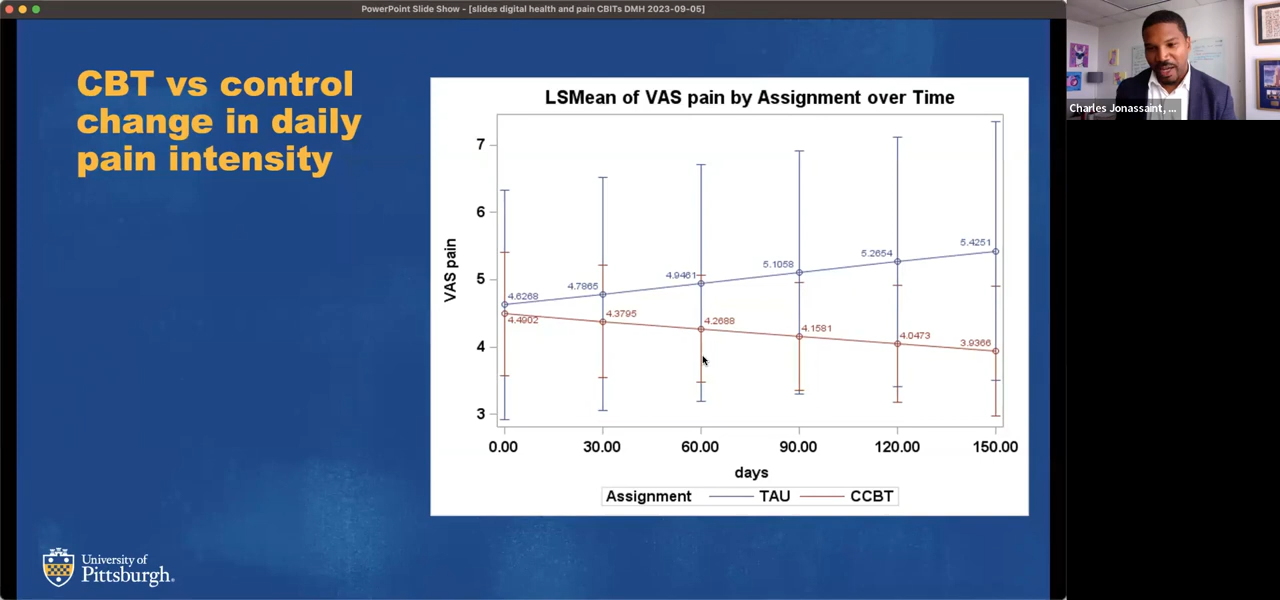 PowerPoint Slide Show - [slides digital health and pain CBITs DMH 2023-09-05]
CBT vs control
change in daily
pain intensity
LSMean of VAS pain by Assignment over Time
VAS pain
7
6
5
4
3
4.6268
4.7865
4.9461
5.1058
5.2654
5.4251
4.4902
4.3795
4.2688
4.1581
4.0473
3.9366
0.00 30.00 60.00 90.00 120.00 150.00
days
Assignment TAU CCBT
University of
Pittsburgh.
Charles Jonassaint, ...